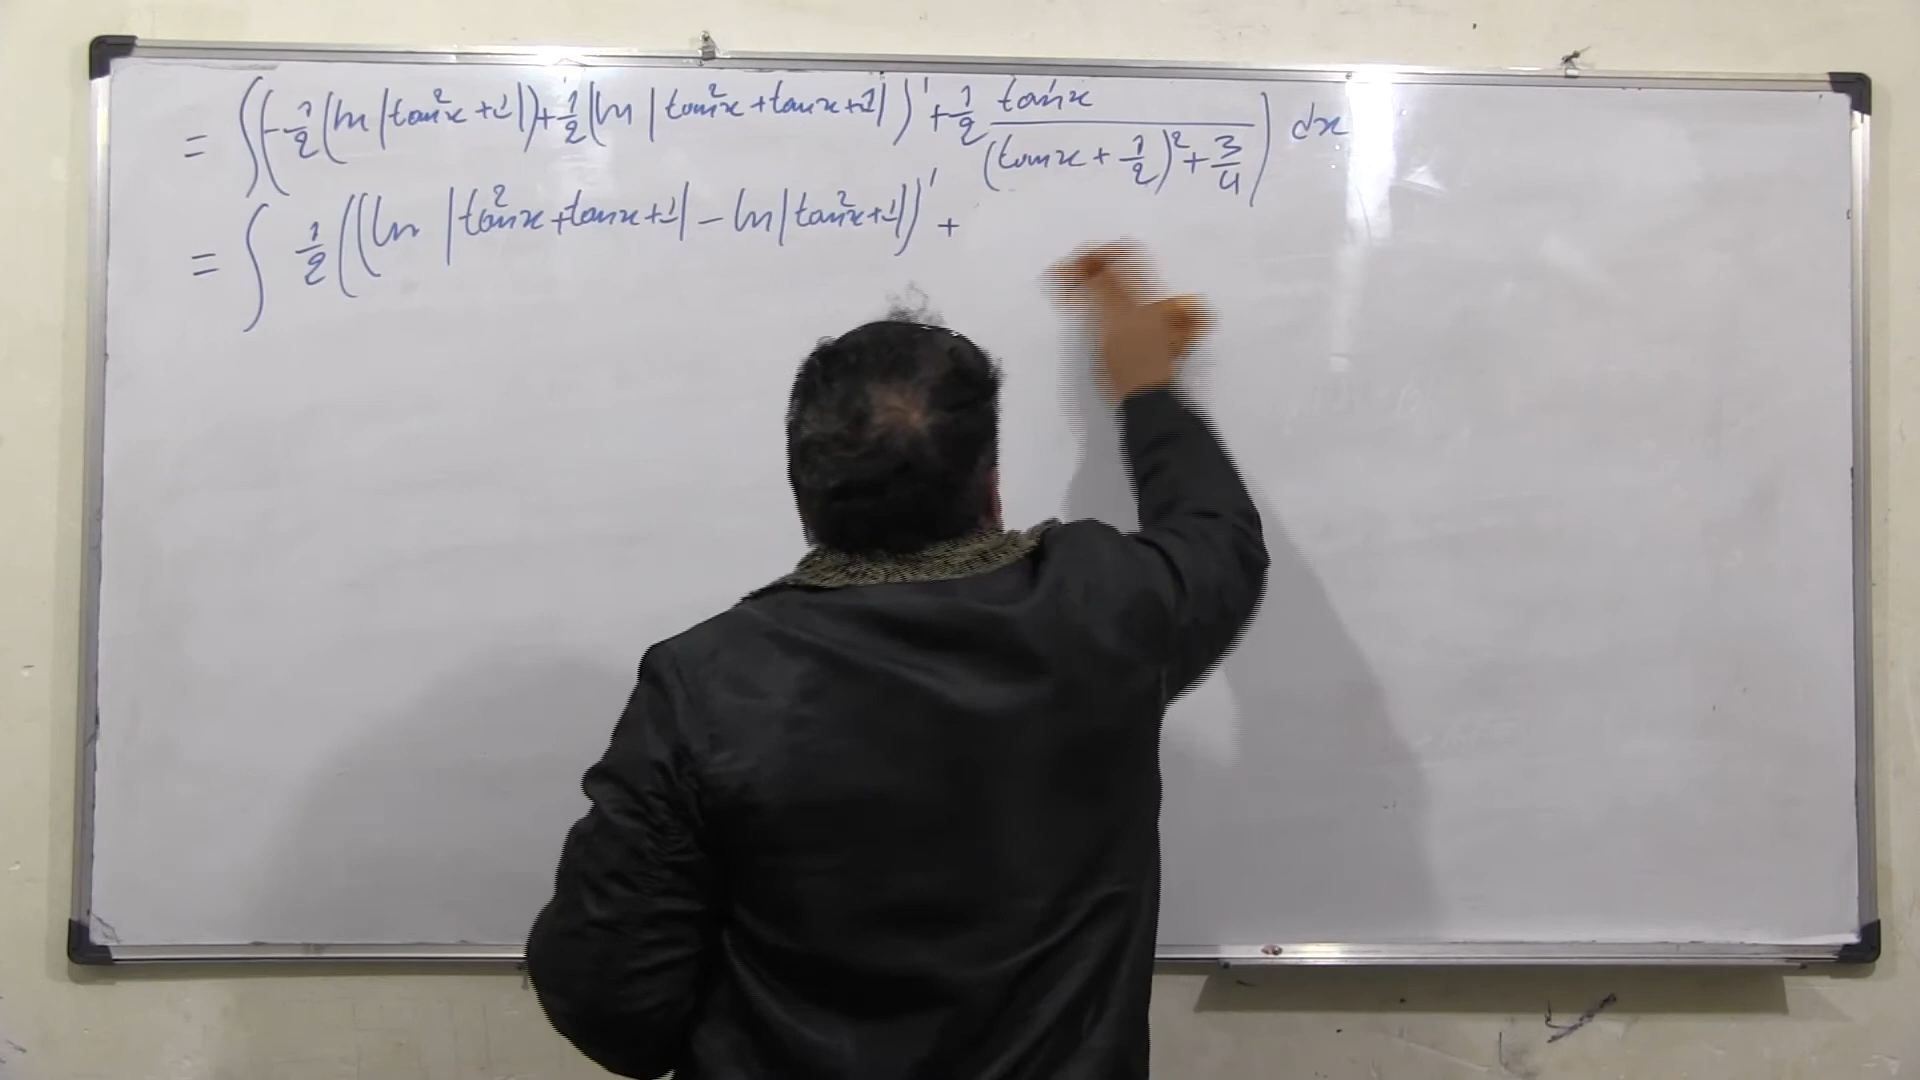 = ∫(-1/2(ln|tan²x+1|)'+1/2(ln|tan²x+tanx+1|)'+1/2 tan'x/((tanx+1/2)²+3/4)) dx
= ∫ 1/2((ln|tan²x+tanx+1|-ln|tan²x+1|)'+